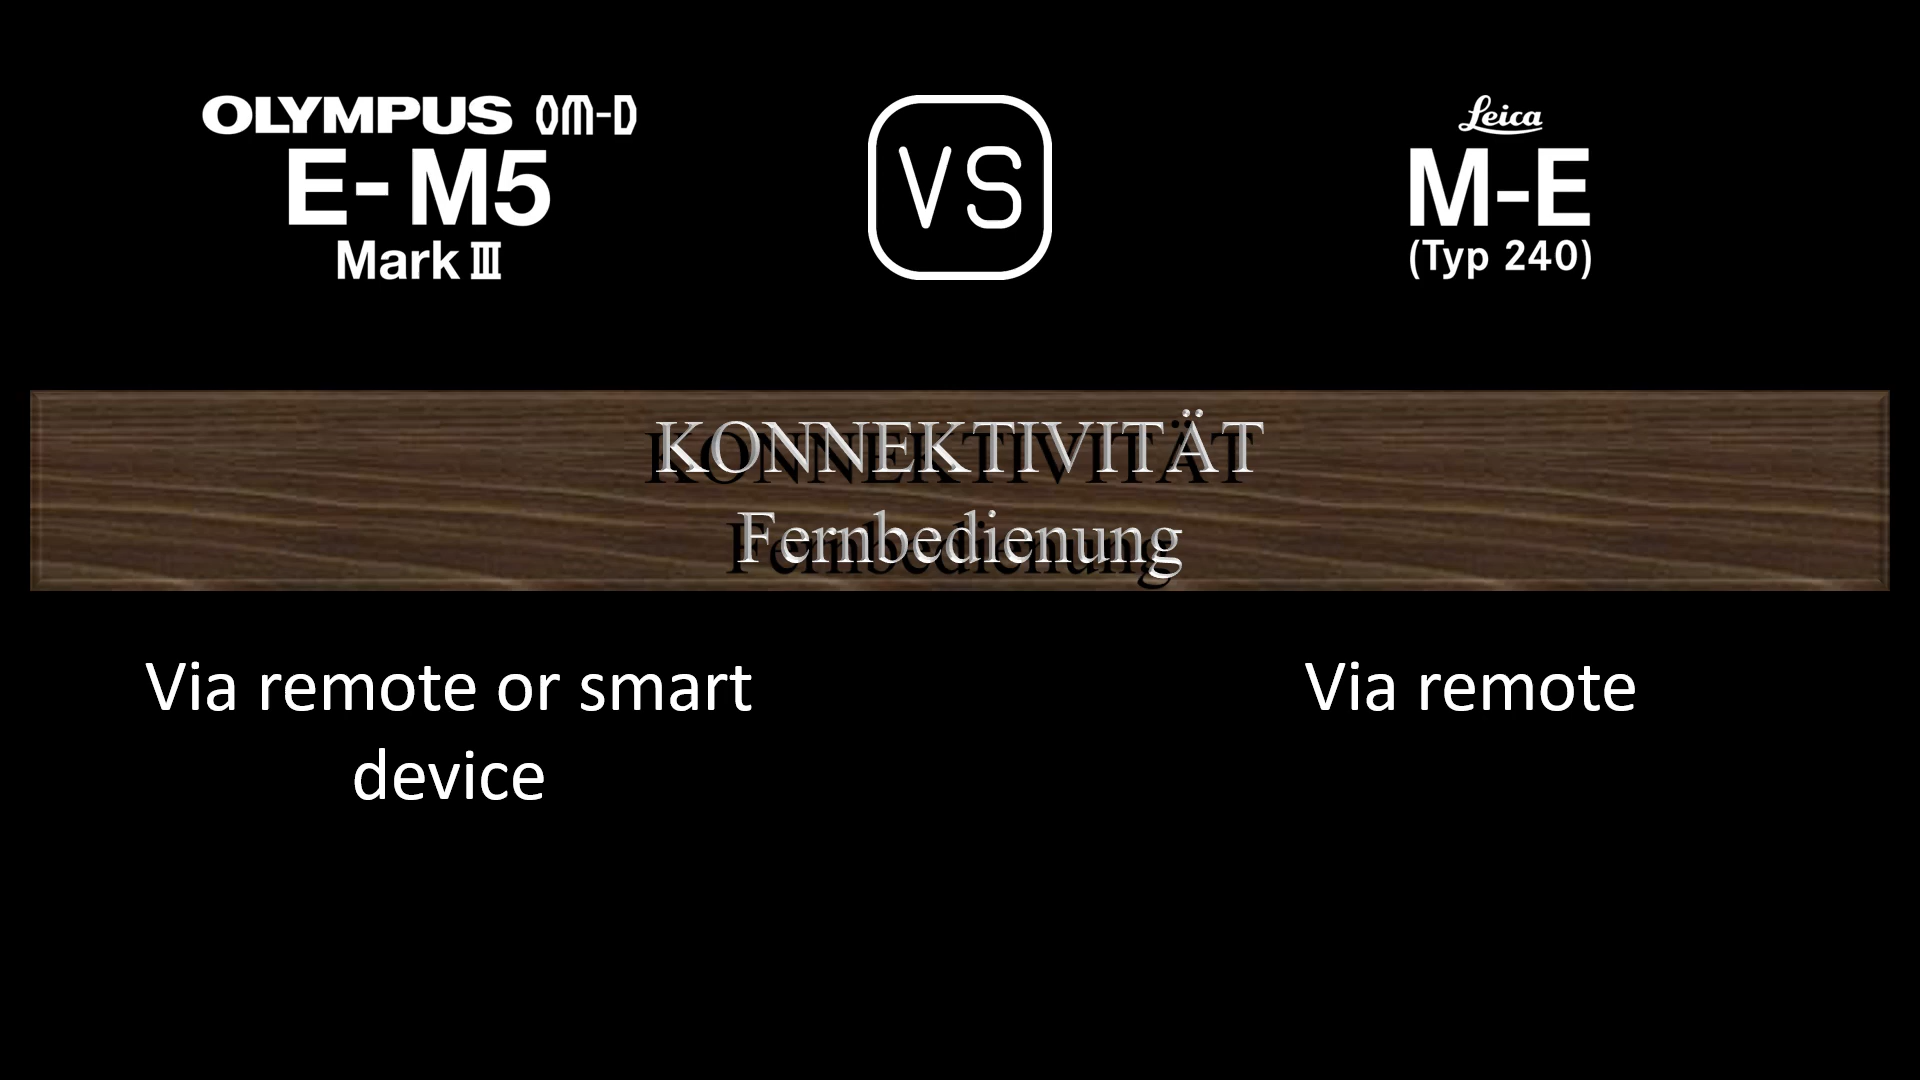 OLYMPUS OM-D
E-M5
Mark III
VS
Leica
M-E
(Typ 240)
KONNEKTIVITÄT
Fernbedienung
Via remote or smart
device
Via remote